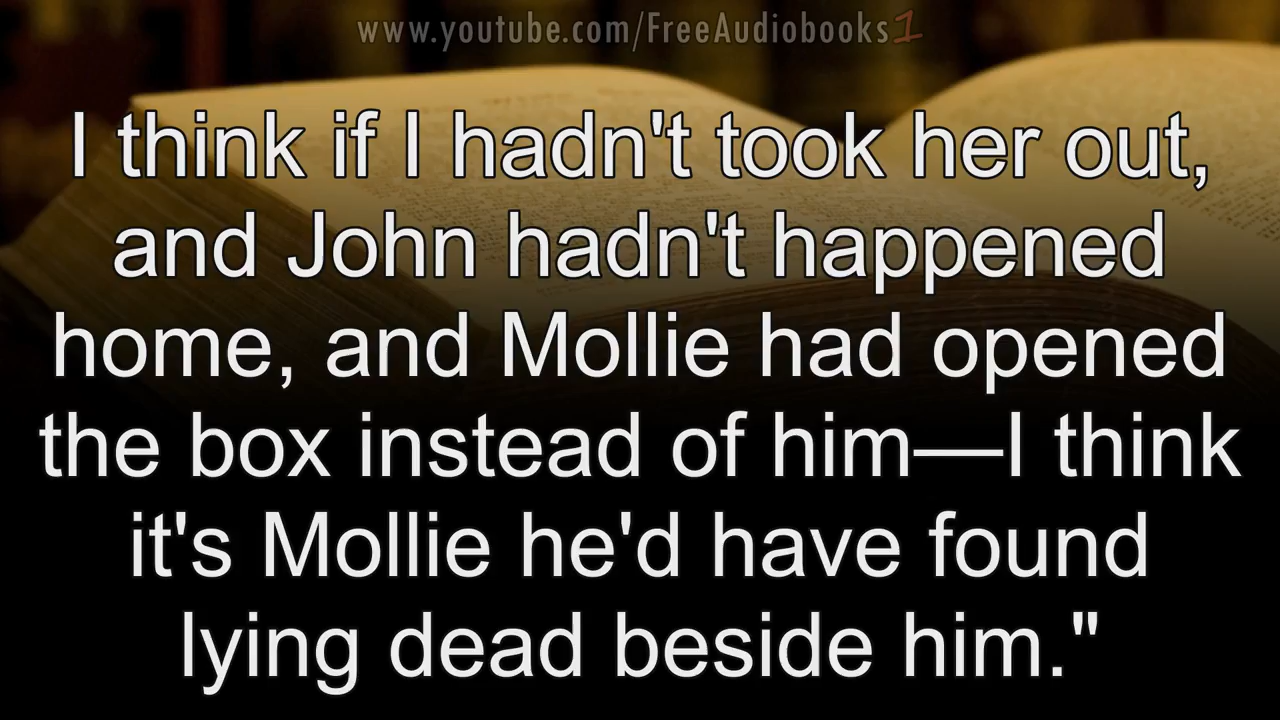 www.youtube.com/FreeAudiobooks1
I think if I hadn't took her out,
and John hadn't happened
home, and Mollie had opened
the box instead of him—I think
it's Mollie he'd have found
lying dead beside him."